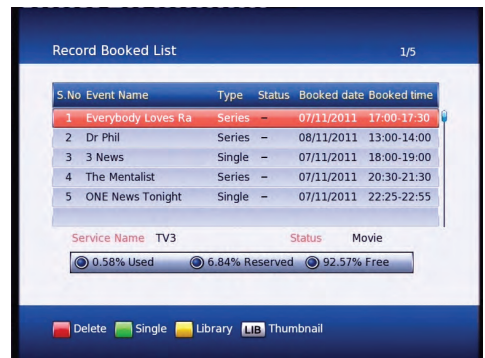 Record Booked List 1/5
S.No Event Name Type Status Booked date Booked time
1 Everybody Loves Ra Series – 07/11/2011 17:00-17:30
2 Dr Phil Series – 08/11/2011 13:00-14:00
3 3 News Single – 07/11/2011 18:00-19:00
4 The Mentalist Series – 07/11/2011 20:30-21:30
5 ONE News Tonight Single – 07/11/2011 22:25-22:55
Service Name TV3 Status Movie
0.58% Used 6.84% Reserved 92.57% Free
Delete Single Library LIB Thumbnail